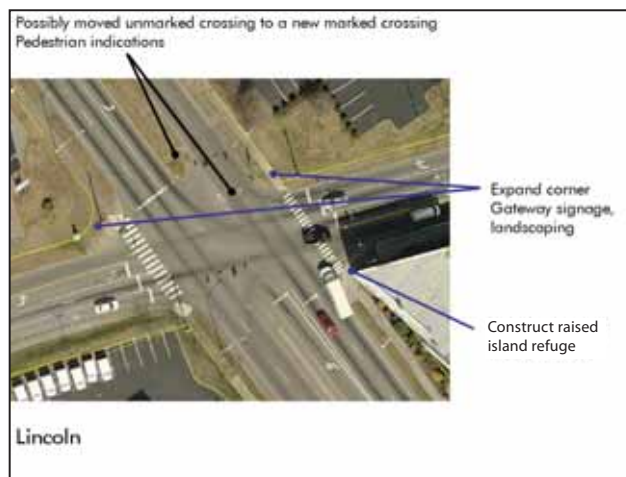 Possibly moved unmarked crossing to a new marked crossing
Pedestrian indications
Expand corner
Gateway signage,
landscaping
Construct raised
island refuge
Lincoln